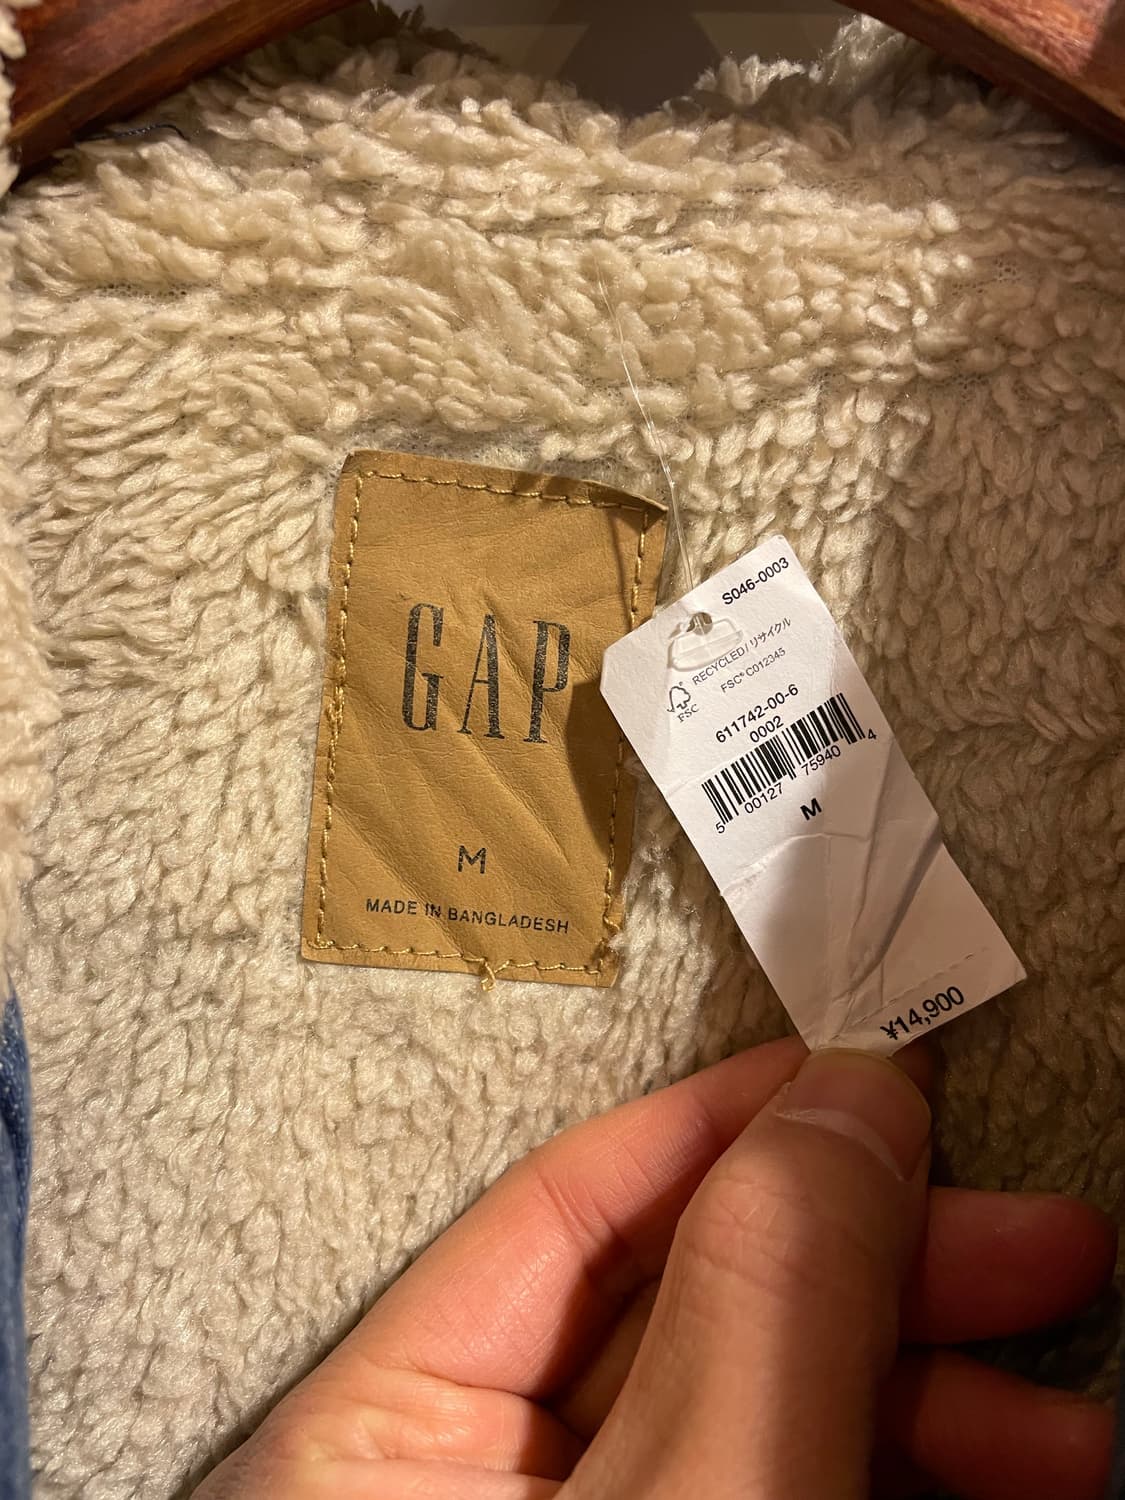 GAP
M
MADE IN BANGLADESH
S046-0003
RECYCLED/リサイクル
FSC® C012345
FSC
611742-00-6
0002
5 00127 75940 4
M
¥14,900